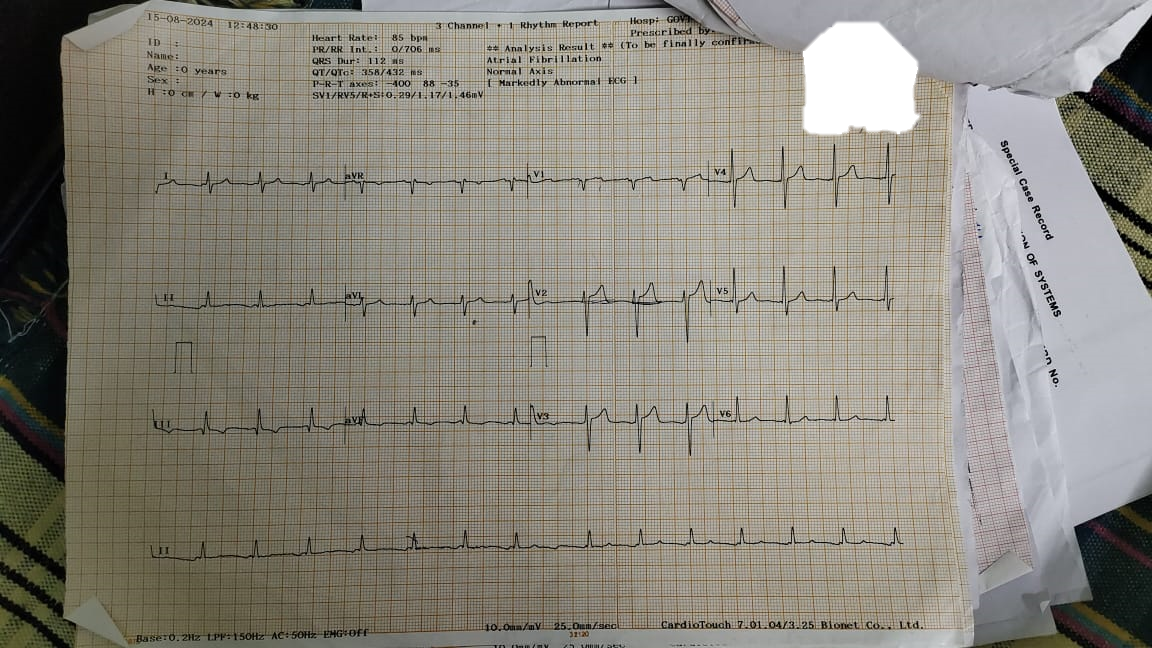 15-08-2024 12:48:30
3 Channel + 1 Rhythm Report
Hosp: GOV
Prescribed by:
ID :
Name:
Age :0 years
Sex :
H :0 cm / W :0 kg
Heart Rate: 85 bpm
PR/RR Int.: 0/706 ms
QRS Dur: 112 ms
QT/QTc: 358/432 ms
P-R-T axes: -400 88 -35
SV1/RV5/R+S:0.29/1.17/1.46mV
** Analysis Result ** (To be finally confirm
Atrial Fibrillation
Normal Axis
[ Markedly Abnormal ECG ]
I aVR V1 V4
II aVL V2 V5
III aVF V3 V6
II
Base:0.2Hz LPF:150Hz AC:50Hz EMG:Off
10.0mm/mV 25.0mm/sec
CardioTouch 7.01.04/3.25 Bionet Co., Ltd.
Special Case Record
ON OF SYSTEMS
No.